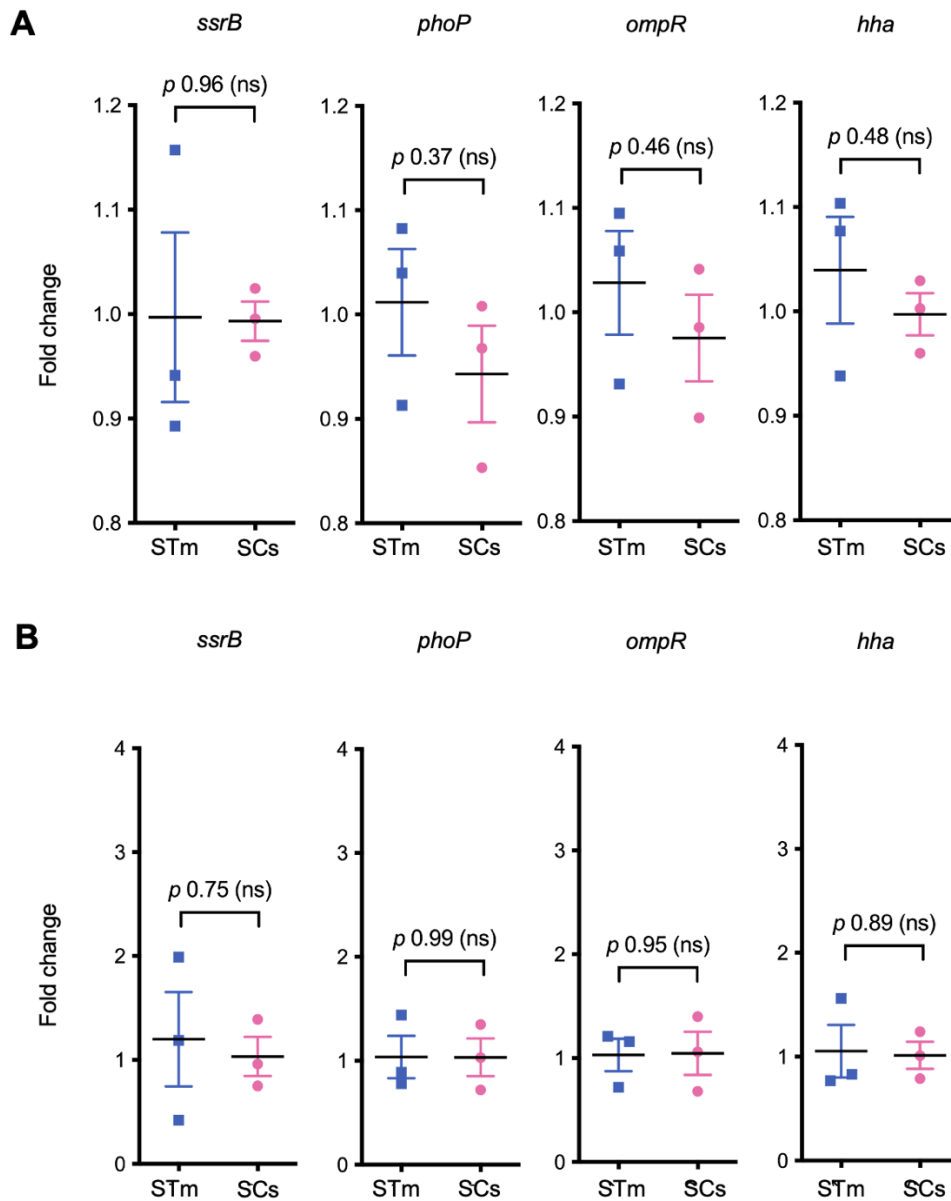 A
ssrB phoP ompR hha
p 0.96 (ns) p 0.37 (ns) p 0.46 (ns) p 0.48 (ns)
Fold change
1.2 1.2 1.2 1.2
1.1 1.1 1.1 1.1
1.0 1.0 1.0 1.0
0.9 0.9 0.9 0.9
0.8 0.8 0.8 0.8
STm SCs STm SCs STm SCs STm SCs
B
ssrB phoP ompR hha
p 0.75 (ns) p 0.99 (ns) p 0.95 (ns) p 0.89 (ns)
Fold change
4 4 4 4
3 3 3 3
2 2 2 2
1 1 1 1
0 0 0 0
STm SCs STm SCs STm SCs STm SCs